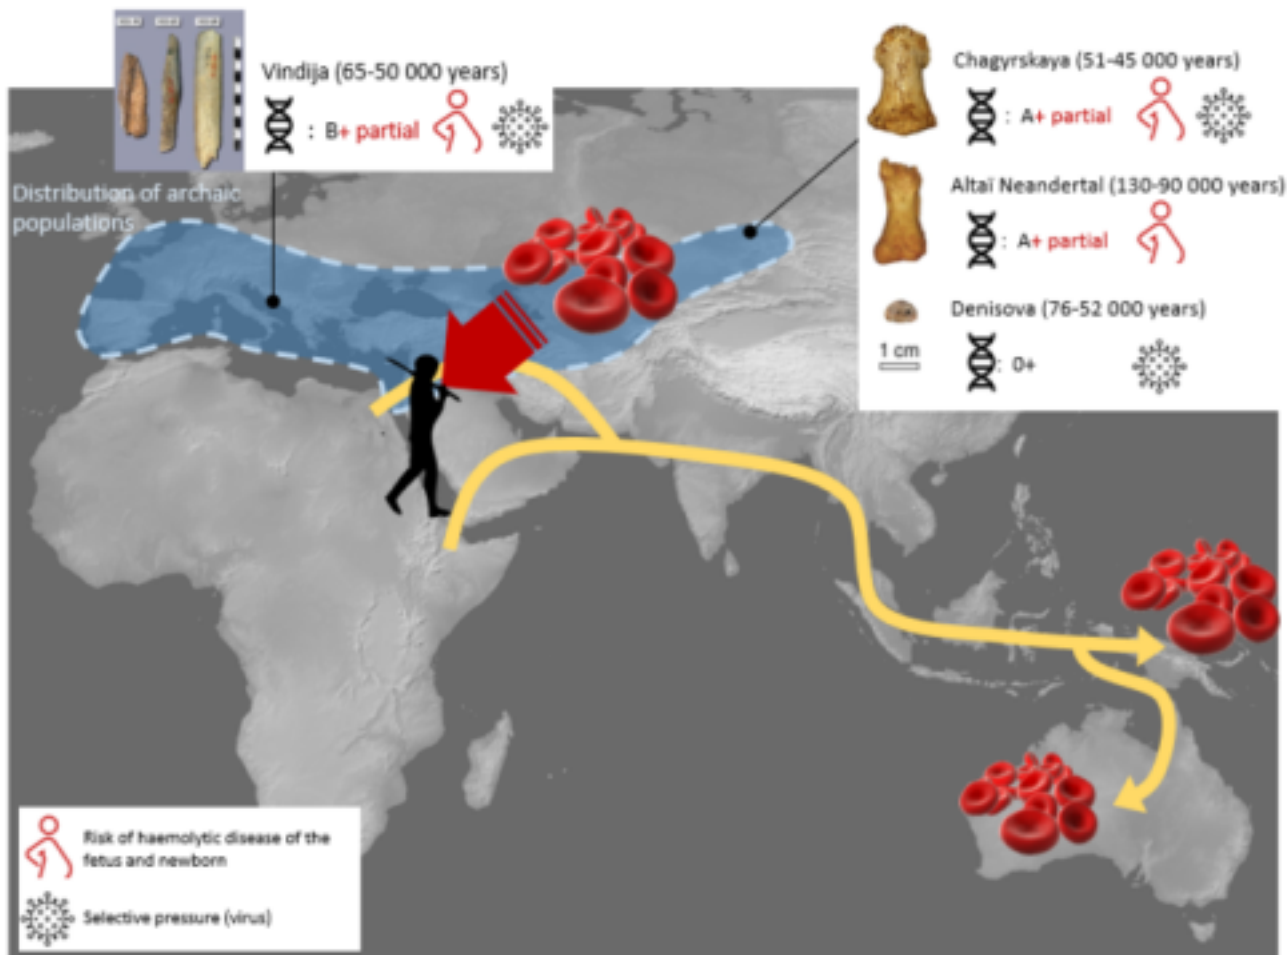 Vindija (65-50 000 years)
: B+ partial
Distribution of archaic
populations
Chagyrskaya (51-45 000 years)
: A+ partial
Altaï Neandertal (130-90 000 years)
: A+ partial
Denisova (76-52 000 years)
1 cm
: 0+
Risk of haemolytic disease of the
fetus and newborn
Selective pressure (virus)